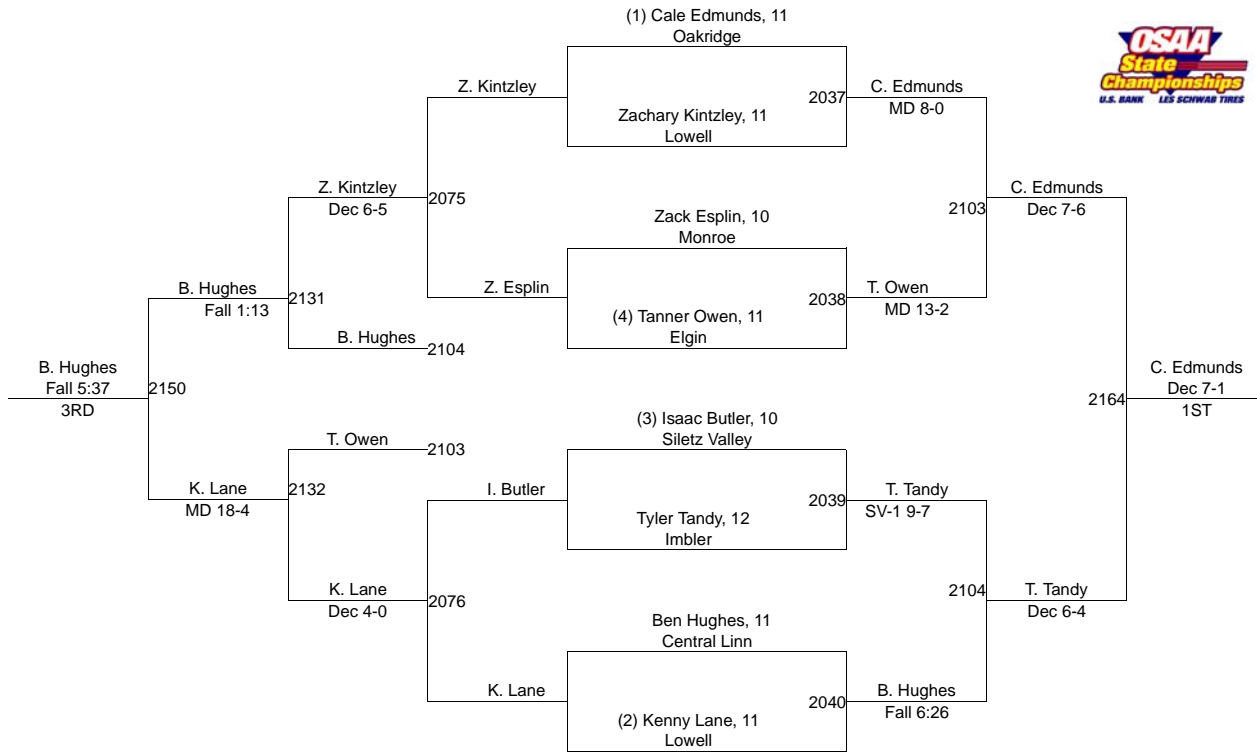 (1) Cale Edmunds, 11
Oakridge
OSAA
State
Championships
U.S. BANK LES SCHWAB TIRES
Z. Kintzley
2037
C. Edmunds
MD 8-0
Zachary Kintzley, 11
Lowell
Z. Kintzley
Dec 6-5
2075
2103
C. Edmunds
Dec 7-6
Zack Esplin, 10
Monroe
B. Hughes
Fall 1:13
2131
Z. Esplin
2038
T. Owen
MD 13-2
(4) Tanner Owen, 11
Elgin
B. Hughes
2104
B. Hughes
Fall 5:37
3RD
2150
2164
C. Edmunds
Dec 7-1
1ST
(3) Isaac Butler, 10
Siletz Valley
T. Owen
2103
K. Lane
MD 18-4
2132
I. Butler
2039
T. Tandy
SV-1 9-7
Tyler Tandy, 12
Imbler
K. Lane
Dec 4-0
2076
2104
T. Tandy
Dec 6-4
Ben Hughes, 11
Central Linn
K. Lane
2040
B. Hughes
Fall 6:26
(2) Kenny Lane, 11
Lowell